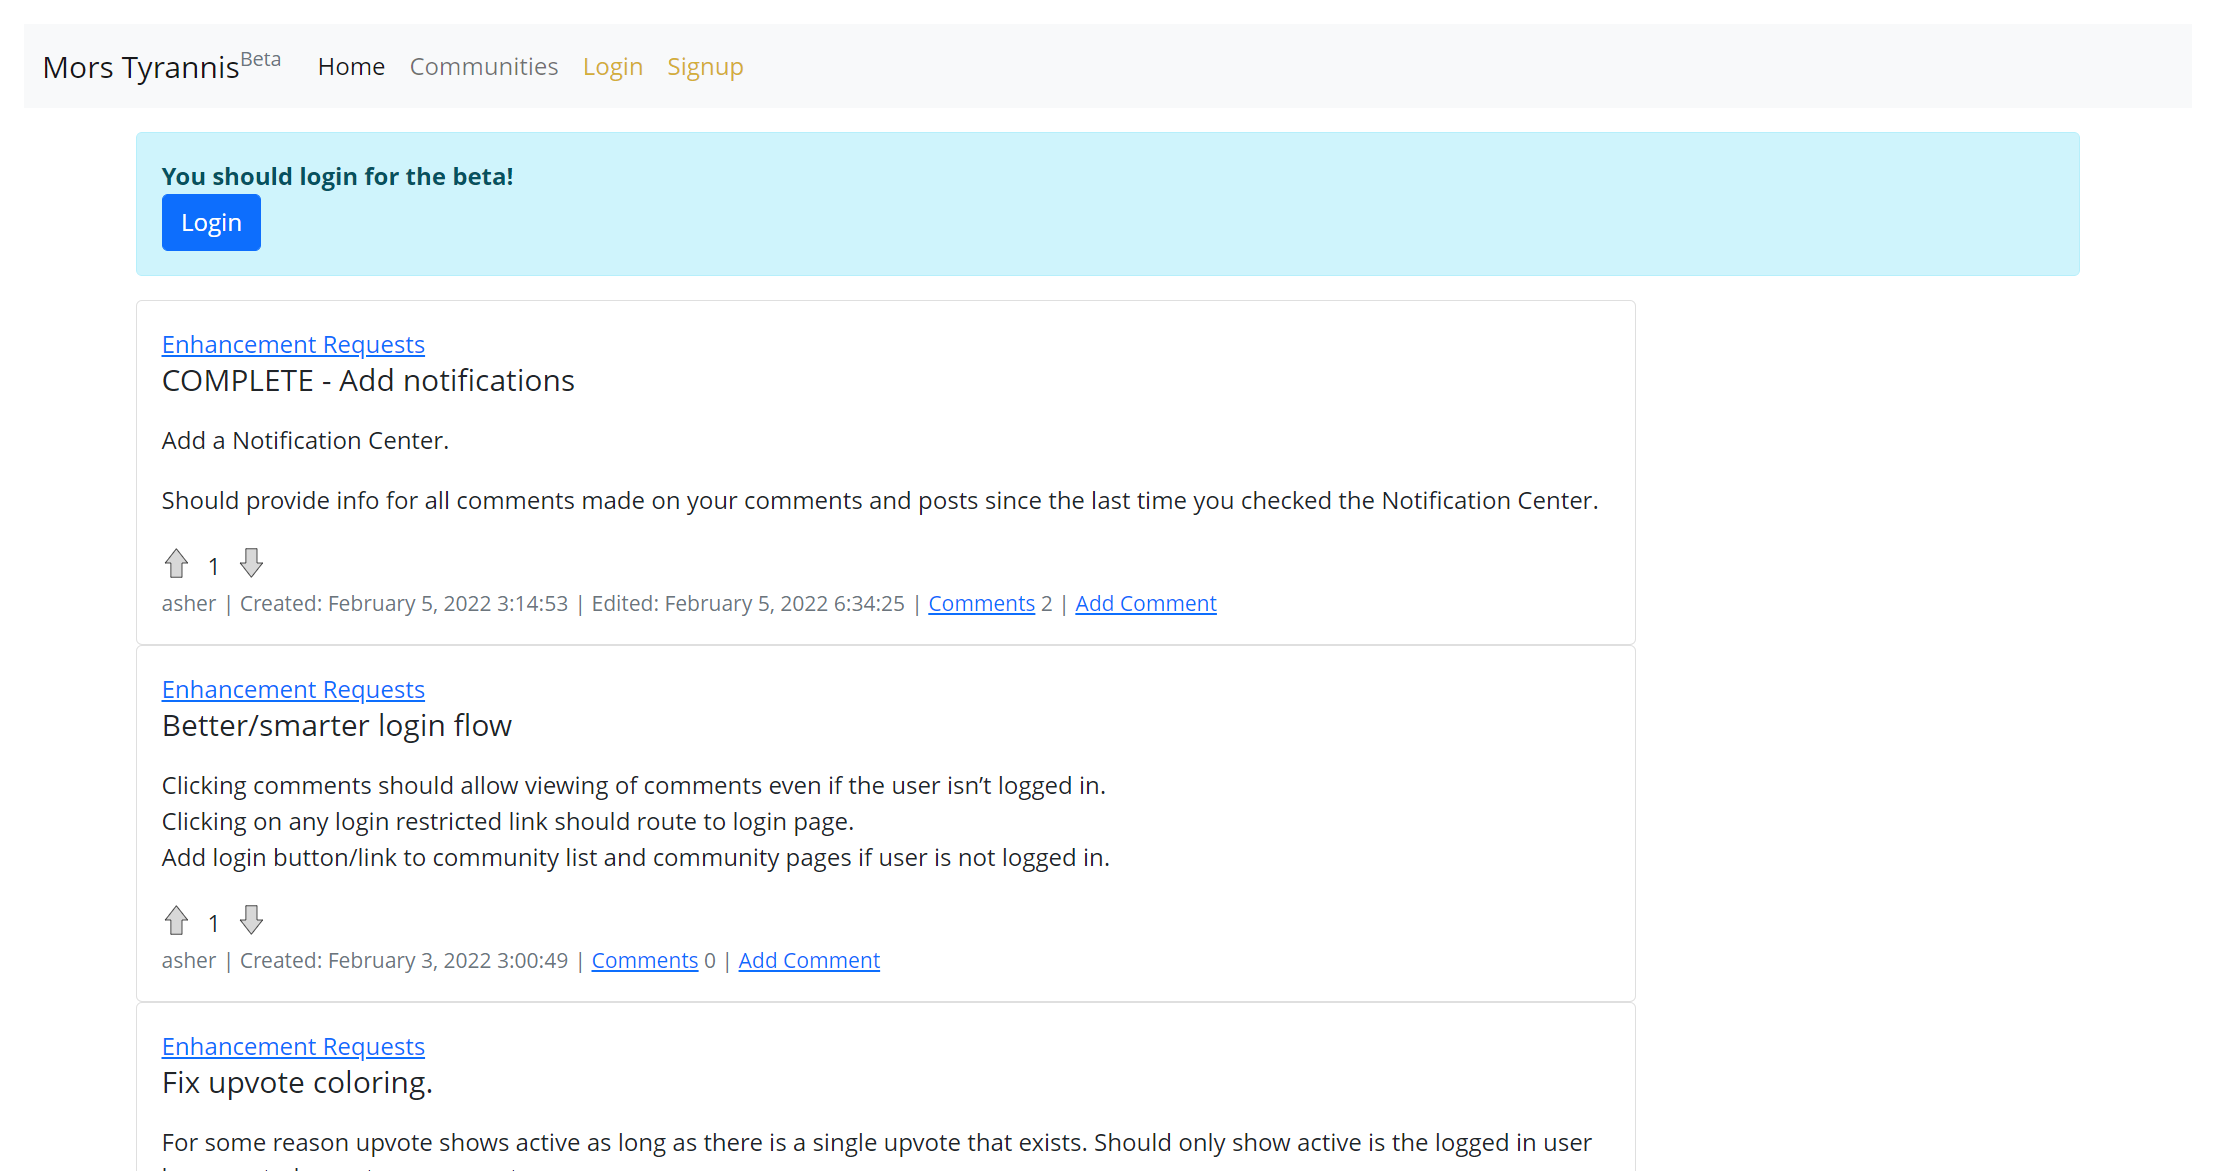 Mors Tyrannis Beta Home Communities Login Signup
You should login for the beta!
Login
Enhancement Requests
COMPLETE - Add notifications
Add a Notification Center.
Should provide info for all comments made on your comments and posts since the last time you checked the Notification Center.
1
asher | Created: February 5, 2022 3:14:53 | Edited: February 5, 2022 6:34:25 | Comments 2 | Add Comment
Enhancement Requests
Better/smarter login flow
Clicking comments should allow viewing of comments even if the user isn’t logged in.
Clicking on any login restricted link should route to login page.
Add login button/link to community list and community pages if user is not logged in.
1
asher | Created: February 3, 2022 3:00:49 | Comments 0 | Add Comment
Enhancement Requests
Fix upvote coloring.
For some reason upvote shows active as long as there is a single upvote that exists. Should only show active is the logged in user